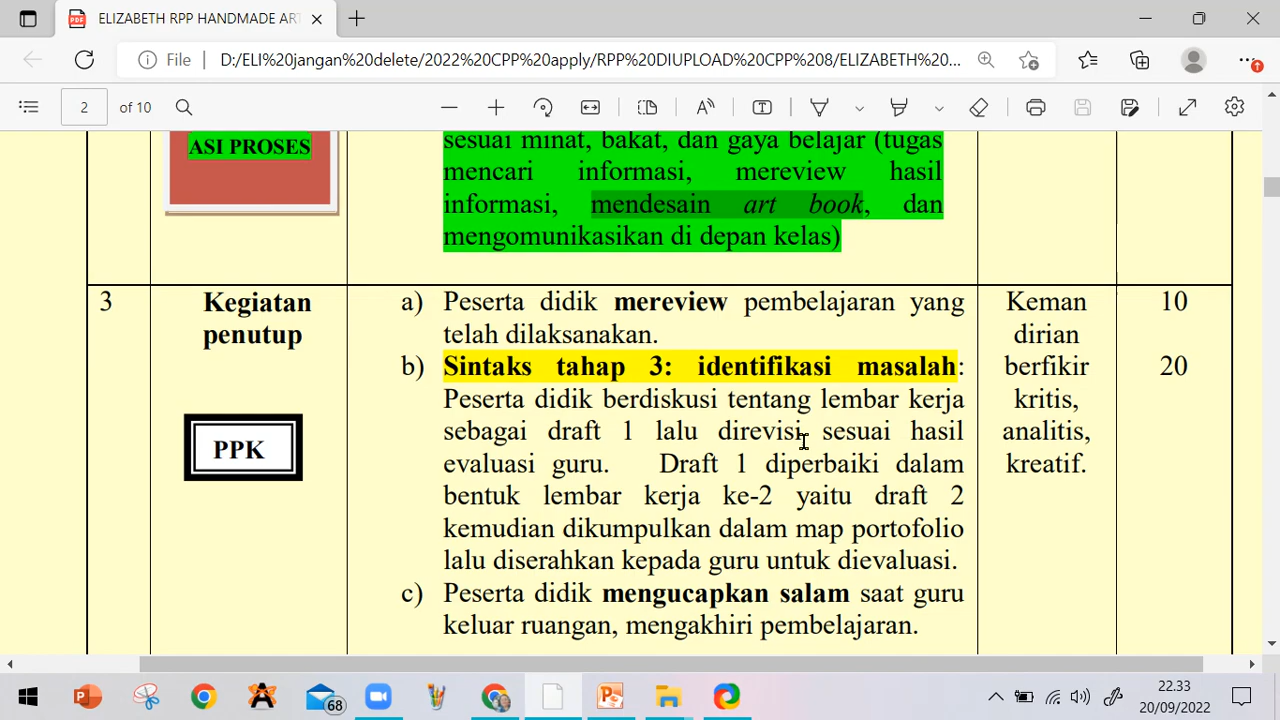 ELIZABETH RPP HANDMADE ART
File D:/ELI%20jangan%20delete/2022%20CPP%20apply/RPP%20DIUPLOAD%20CPP%208/ELIZABETH%20...
2 of 10
ASI PROSES
sesuai minat, bakat, dan gaya belajar (tugas
mencari informasi, mereview hasil
informasi, mendesain art book, dan
mengomunikasikan di depan kelas)
3
Kegiatan
penutup
PPK
a) Peserta didik mereview pembelajaran yang
telah dilaksanakan.
b) Sintaks tahap 3: identifikasi masalah:
Peserta didik berdiskusi tentang lembar kerja
sebagai draft 1 lalu direvisi sesuai hasil
evaluasi guru. Draft 1 diperbaiki dalam
bentuk lembar kerja ke-2 yaitu draft 2
kemudian dikumpulkan dalam map portofolio
lalu diserahkan kepada guru untuk dievaluasi.
c) Peserta didik mengucapkan salam saat guru
keluar ruangan, mengakhiri pembelajaran.
Keman
dirian
berfikir
kritis,
analitis,
kreatif.
10
20
68
22.33
20/09/2022